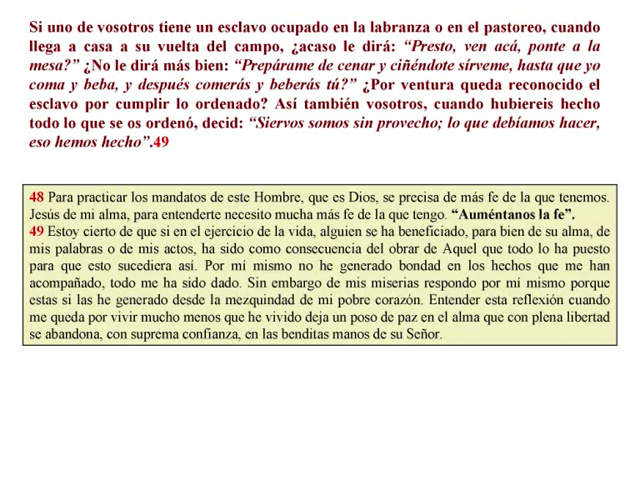 Si uno de vosotros tiene un esclavo ocupado en la labranza o en el pastoreo, cuando
llega a casa a su vuelta del campo, ¿acaso le dirá: “Presto, ven acá, ponte a la
mesa?” ¿No le dirá más bien: “Prepárame de cenar y ciñéndote sírveme, hasta que yo
coma y beba, y después comerás y beberás tú?” ¿Por ventura queda reconocido el
esclavo por cumplir lo ordenado? Así también vosotros, cuando hubiereis hecho
todo lo que se os ordenó, decid: “Siervos somos sin provecho; lo que debíamos hacer,
eso hemos hecho”.49
48 Para practicar los mandatos de este Hombre, que es Dios, se precisa de más fe de la que tenemos.
Jesús de mi alma, para entenderte necesito mucha más fe de la que tengo. “Auméntanos la fe”.
49 Estoy cierto de que si en el ejercicio de la vida, alguien se ha beneficiado, para bien de su alma, de
mis palabras o de mis actos, ha sido como consecuencia del obrar de Aquel que todo lo ha puesto
para que esto sucediera así. Por mí mismo no he generado bondad en los hechos que me han
acompañado, todo me ha sido dado. Sin embargo de mis miserias respondo por mí mismo porque
estas si las he generado desde la mezquindad de mi pobre corazón. Entender esta reflexión cuando
me queda por vivir mucho menos que he vivido deja un poso de paz en el alma que con plena libertad
se abandona, con suprema confianza, en las benditas manos de su Señor.